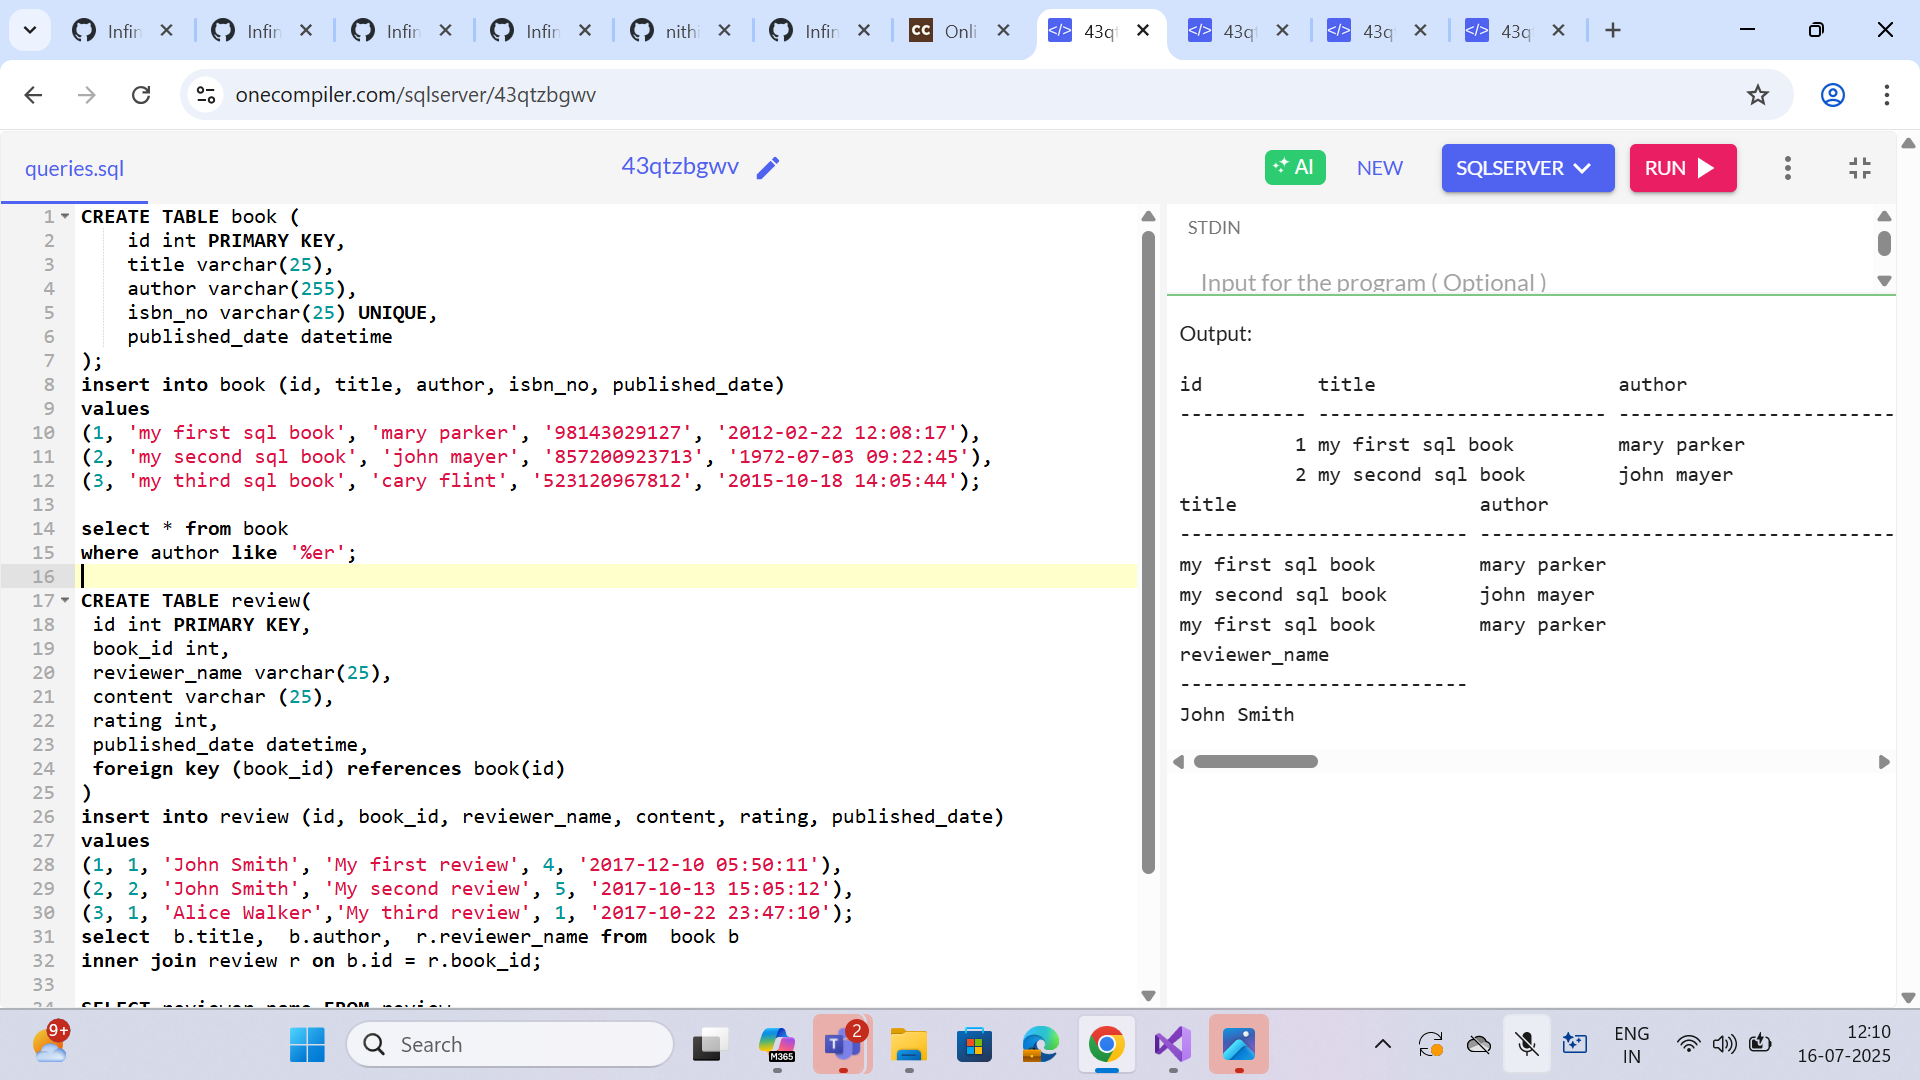 Infin
Infin
Infin
Infin
nithi
Infin
CC Onli
43qt
43qt
43q
43q
onecompiler.com/sqlserver/43qtzbgwv
queries.sql
43qtzbgwv
AI
NEW
SQLSERVER
RUN
1 CREATE TABLE book (
2 id int PRIMARY KEY,
3 title varchar(25),
4 author varchar(255),
5 isbn_no varchar(25) UNIQUE,
6 published_date datetime
7 );
8 insert into book (id, title, author, isbn_no, published_date)
9 values
10 (1, 'my first sql book', 'mary parker', '98143029127', '2012-02-22 12:08:17'),
11 (2, 'my second sql book', 'john mayer', '857200923713', '1972-07-03 09:22:45'),
12 (3, 'my third sql book', 'cary flint', '523120967812', '2015-10-18 14:05:44');
13
14 select * from book
15 where author like '%er';
16
17 CREATE TABLE review(
18 id int PRIMARY KEY,
19 book_id int,
20 reviewer_name varchar(25),
21 content varchar (25),
22 rating int,
23 published_date datetime,
24 foreign key (book_id) references book(id)
25 )
26 insert into review (id, book_id, reviewer_name, content, rating, published_date)
27 values
28 (1, 1, 'John Smith', 'My first review', 4, '2017-12-10 05:50:11'),
29 (2, 2, 'John Smith', 'My second review', 5, '2017-10-13 15:05:12'),
30 (3, 1, 'Alice Walker','My third review', 1, '2017-10-22 23:47:10');
31 select  b.title,  b.author,  r.reviewer_name from  book b
32 inner join review r on b.id = r.book_id;
33
34 SELECT reviewer_name FROM review
STDIN
Input for the program ( Optional )
Output:
id title author
----------- ------------------------- ------------------------
1 my first sql book mary parker
2 my second sql book john mayer
title author
------------------------- ------------------------------------
my first sql book mary parker
my second sql book john mayer
my first sql book mary parker
reviewer_name
-------------------------
John Smith
9+
Search
M365
T 2
ENG
IN
12:10
16-07-2025